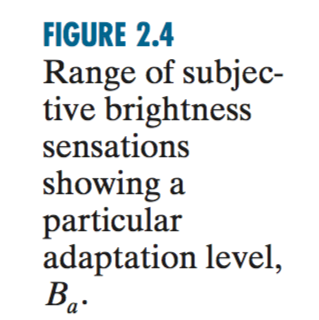 FIGURE 2.4
Range of subjec-
tive brightness
sensations
showing a
particular
adaptation level,
Ba.